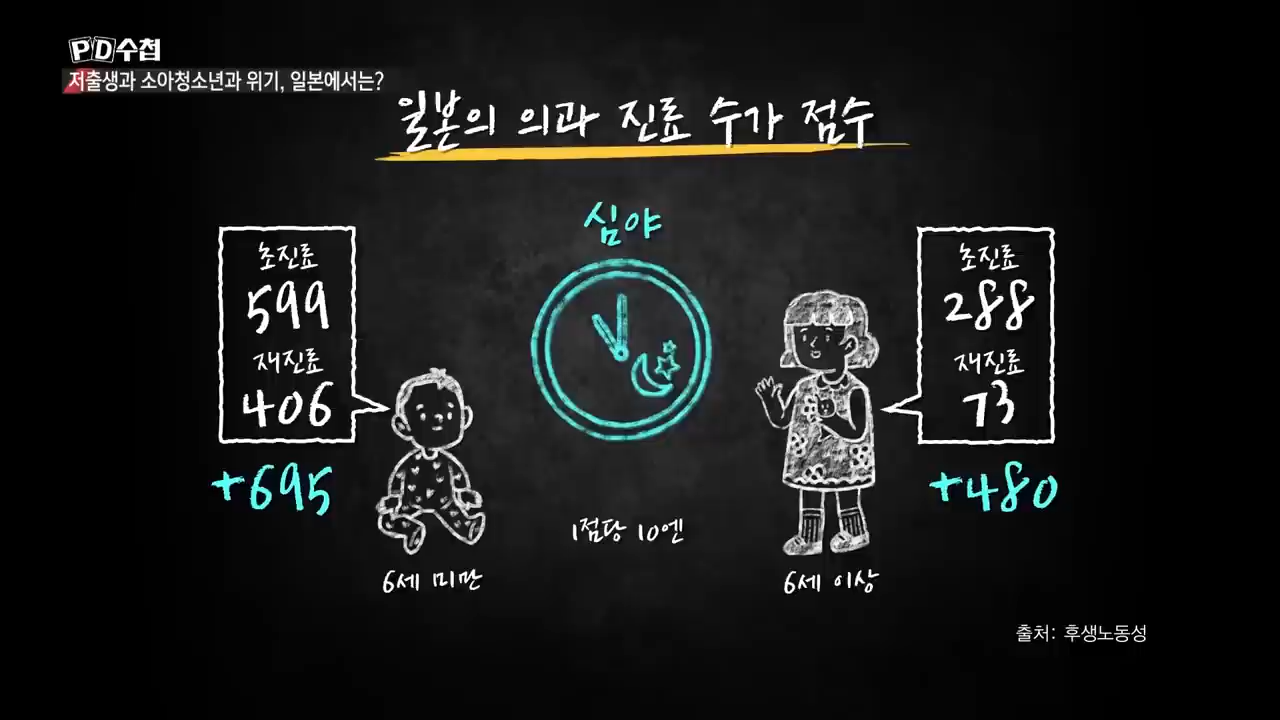 PD수첩
저출생과 소아청소년과 위기, 일본에서는?
일본의 의과 진료 수가 점수
심야
초진료
599
재진료
406
+695
6세 미만
1점당 10엔
초진료
288
재진료
73
+480
6세 이상
출처: 후생노동성